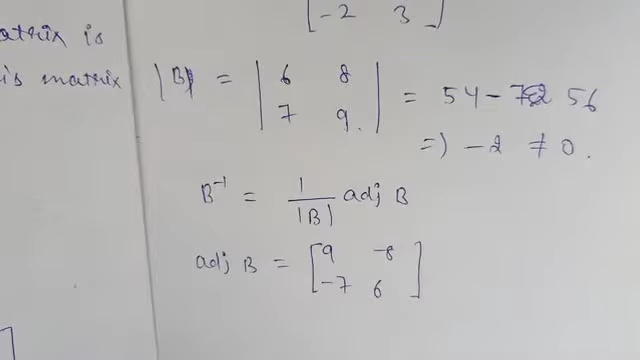 [-2 3]
atrix is
is matrix
|B| = |6 8| = 54 - 56
|7 9|
=) -2 ≠ 0.
B⁻¹ = 1/|B| adj B
adj B = [9 -8]
[-7 6]